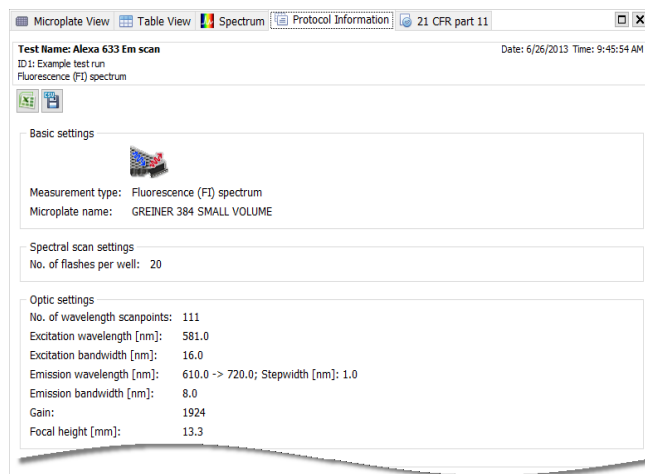 Microplate View Table View Spectrum Protocol Information 21 CFR part 11
Test Name: Alexa 633 Em scan Date: 6/26/2013 Time: 9:45:54 AM
ID1: Example test run
Fluorescence (FI) spectrum
Basic settings
Measurement type: Fluorescence (FI) spectrum
Microplate name: GREINER 384 SMALL VOLUME
Spectral scan settings
No. of flashes per well: 20
Optic settings
No. of wavelength scanpoints: 111
Excitation wavelength [nm]: 581.0
Excitation bandwidth [nm]: 16.0
Emission wavelength [nm]: 610.0 -> 720.0; Stepwidth [nm]: 1.0
Emission bandwidth [nm]: 8.0
Gain: 1924
Focal height [mm]: 13.3